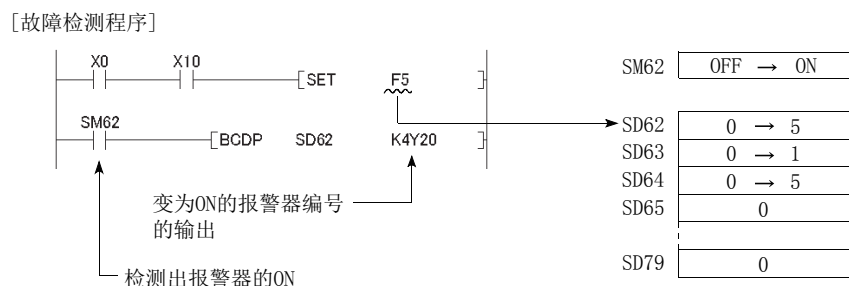 [故障检测程序]
X0 X10
[SET F5 ]
SM62
[BCDP SD62 K4Y20 ]
变为ON的报警器编号
的输出
检测出报警器的ON
SM62 OFF → ON
SD62 0 → 5
SD63 0 → 1
SD64 0 → 5
SD65 0
SD79 0